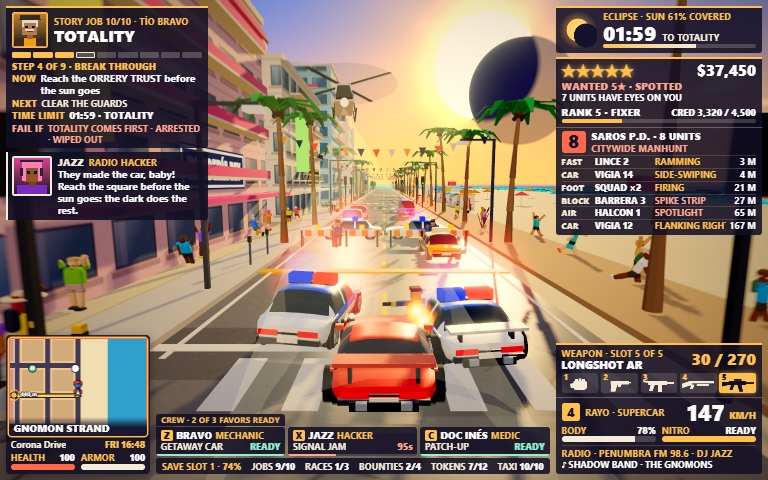 STORY JOB 10/10 · TÍO BRAVO
TOTALITY
STEP 4 OF 9 · BREAK THROUGH
NOW Reach the ORRERY TRUST before the sun goes
NEXT CLEAR THE GUARDS
TIME LIMIT 01:59 · TOTALITY
FAIL IF TOTALITY COMES FIRST · ARRESTED · WIPED OUT
JAZZ RADIO HACKER
They made the car, baby!
Reach the square before the
sun goes: the dark does the
rest.
ECLIPSE · SUN 61% COVERED
01:59 TO TOTALITY
$37,450
WANTED 5★ · SPOTTED
7 UNITS HAVE EYES ON YOU
RANK 5 · FIXER CRED 3,320 / 4,500
8 SAROS P.D. · 8 UNITS
CITYWIDE MANHUNT
FAST LINCE 2 RAMMING 3 M
CAR VIGIA 14 SIDE-SWIPING 4 M
FOOT SQUAD x2 FIRING 21 M
BLOCK BARRERA 3 SPIKE STRIP 27 M
AIR HALCON 1 SPOTLIGHT 65 M
CAR VIGIA 12 FLANKING RIGHT 167 M
GNOMON STRAND
Corona Drive FRI 16:48
HEALTH 100 ARMOR 100
CREW · 2 OF 3 FAVORS READY
Z BRAVO MECHANIC
GETAWAY CAR READY
X JAZZ HACKER
SIGNAL JAM 95s
C DOC INÉS MEDIC
PATCH-UP READY
SAVE SLOT 1 · 74% JOBS 9/10 RACES 1/3 BOUNTIES 2/4 TOKENS 7/12 TAXI 10/10
WEAPON · SLOT 5 OF 5
LONGSHOT AR 30 / 270
1 2 3 4 5
4 RAYO · SUPERCAR 147 KM/H
BODY 78% NITRO READY
RADIO · PENUMBRA FM 98.6 · DJ JAZZ
♪ SHADOW BAND · THE GNOMONS